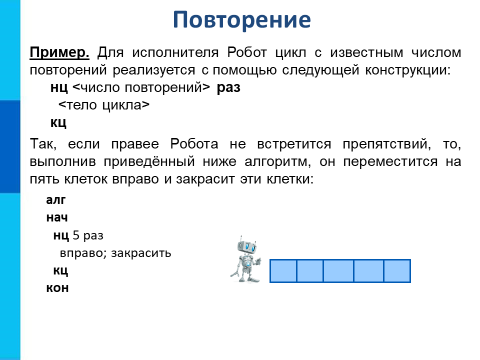 Повторение
Пример. Для исполнителя Робот цикл с известным числом
повторений реализуется с помощью следующей конструкции:
нц <число повторений> раз
<тело цикла>
кц
Так, если правее Робота не встретится препятствий, то,
выполнив приведённый ниже алгоритм, он переместится на
пять клеток вправо и закрасит эти клетки:
алг
нач
нц 5 раз
вправо; закрасить
кц
кон